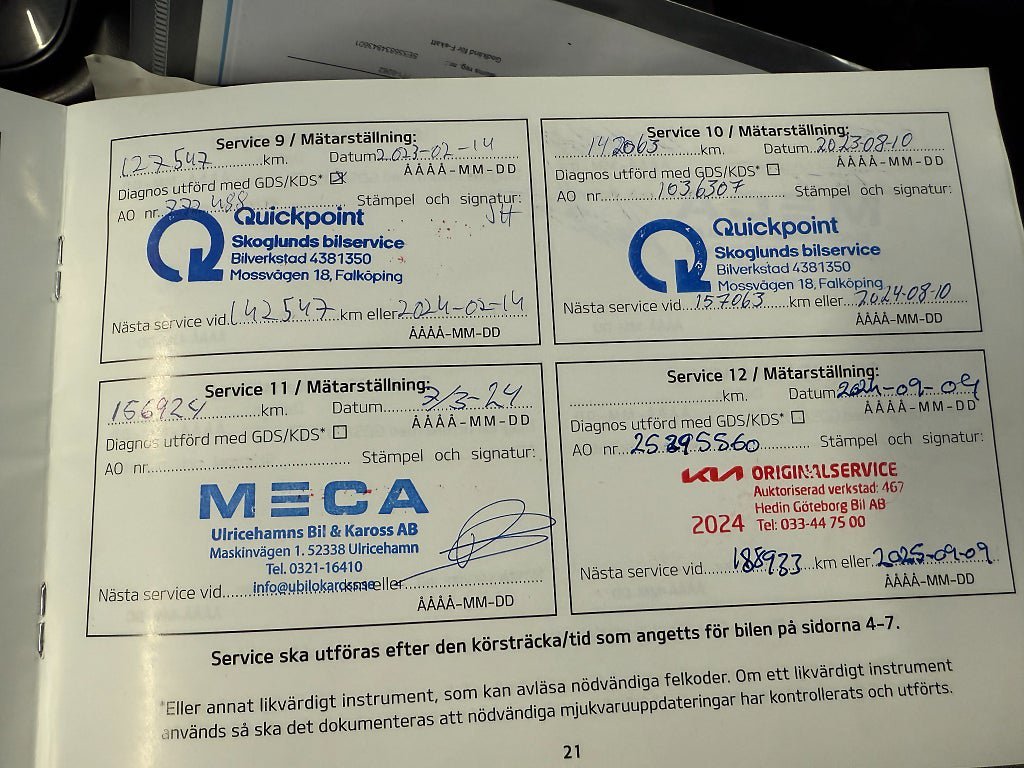 Godkänd för F-skatt
Service 9 / Mätarställning:
127547 km. Datum 2023-02-14
Diagnos utförd med GDS/KDS* ÅÅÅÅ-MM-DD
AO nr. 272488 Stämpel och signatur:
Quickpoint
Skoglunds bilservice
Bilverkstad 4381350
Mossvägen 18, Falköping
Nästa service vid 142547 km eller 2024-02-14
ÅÅÅÅ-MM-DD
Service 10 / Mätarställning:
142063 km. Datum 2023-08-10
Diagnos utförd med GDS/KDS* ÅÅÅÅ-MM-DD
AO nr. 1036307 Stämpel och signatur:
Quickpoint
Skoglunds bilservice
Bilverkstad 4381350
Mossvägen 18, Falköping
Nästa service vid 157063 km eller 2024-08-10
ÅÅÅÅ-MM-DD
Service 11 / Mätarställning:
156924 km. Datum 7/3-24
Diagnos utförd med GDS/KDS* ÅÅÅÅ-MM-DD
AO nr. Stämpel och signatur:
MECA
Ulricehamns Bil & Kaross AB
Maskinvägen 1. 52338 Ulricehamn
Tel. 0321-16410
Nästa service vid km eller
ÅÅÅÅ-MM-DD
Service 12 / Mätarställning:
km. Datum 2024-09-09
Diagnos utförd med GDS/KDS* ÅÅÅÅ-MM-DD
AO nr. Stämpel och signatur:
KIA ORIGINALSERVICE
Auktoriserad verkstad: 467
Hedin Göteborg Bil AB
2024 Tel: 033-44 75 00
Nästa service vid 188933 km eller 2025-09-09
ÅÅÅÅ-MM-DD
Service ska utföras efter den körsträcka/tid som angetts för bilen på sidorna 4-7.
*Eller annat likvärdigt instrument, som kan avläsa nödvändiga felkoder. Om ett likvärdigt instrument
används så ska det dokumenteras att nödvändiga mjukvaruuppdateringar har kontrollerats och utförts.
21